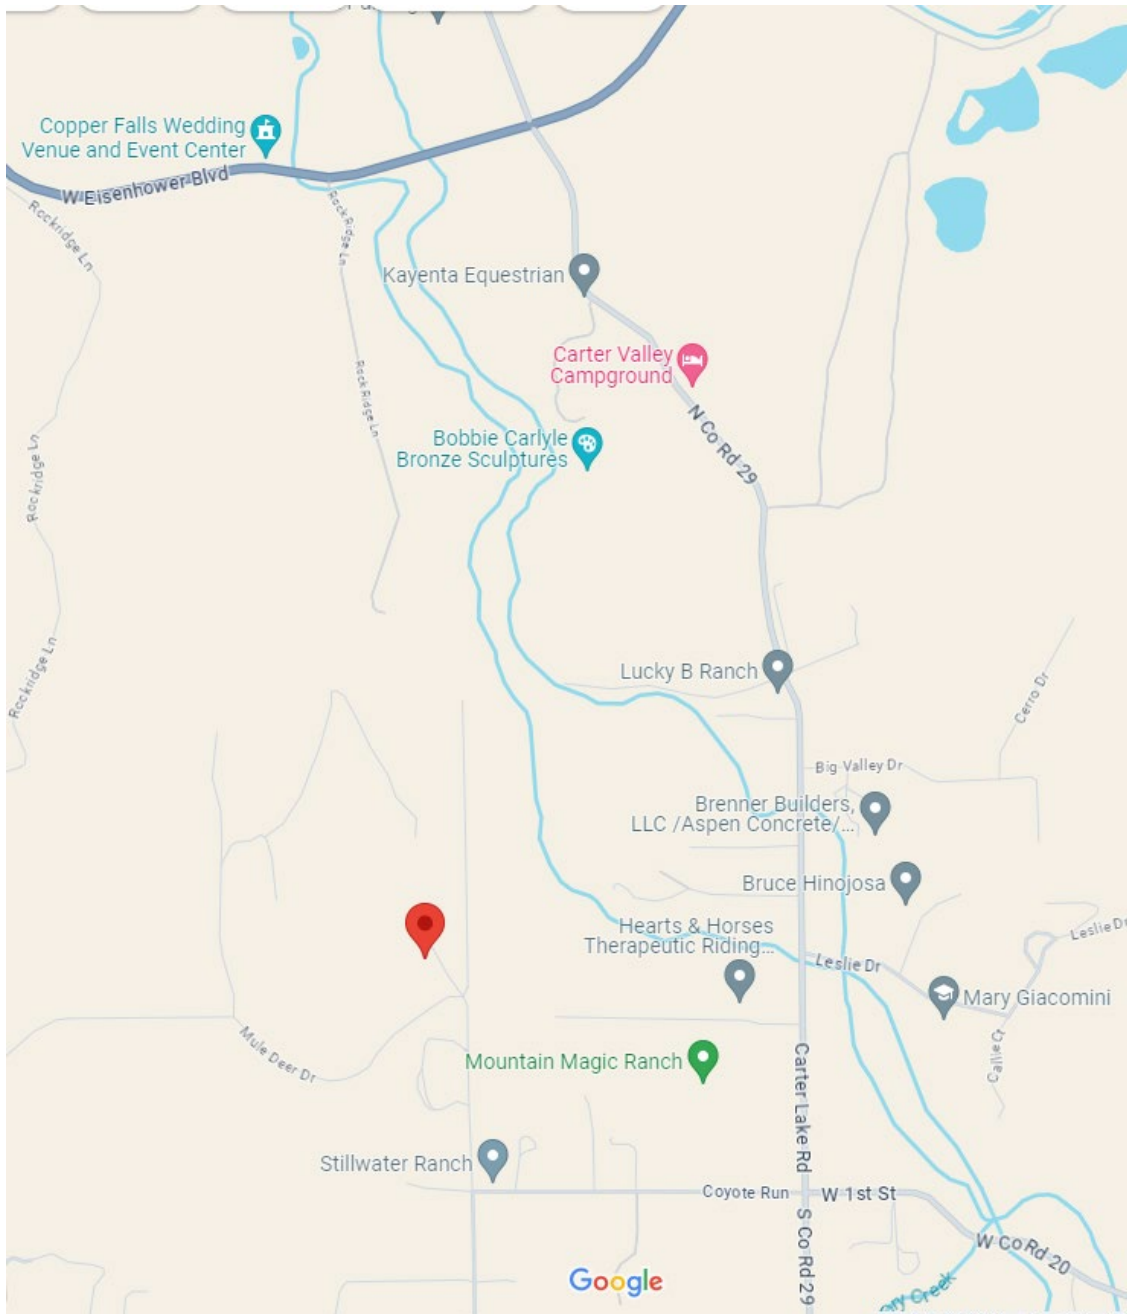 Copper Falls Wedding
Venue and Event Center
W Eisenhower Blvd
Rockridge Ln
Rock Ridge Ln
Kayenta Equestrian
Carter Valley
Campground
Rock Ridge Ln
N Co Rd 29
Bobbie Carlyle
Bronze Sculptures
Rockridge Ln
Rockridge Ln
Lucky B Ranch
Cerro Dr
Big Valley Dr
Brenner Builders,
LLC /Aspen Concrete/...
Bruce Hinojosa
Hearts & Horses
Therapeutic Riding...
Leslie Dr
Leslie Dr
Mary Giacomini
Mule Deer Dr
Mountain Magic Ranch
Carter Lake Rd
Callie Ct
Stillwater Ranch
Coyote Run
W 1st St
S Co Rd 29
W Co Rd 20
Google
Creek